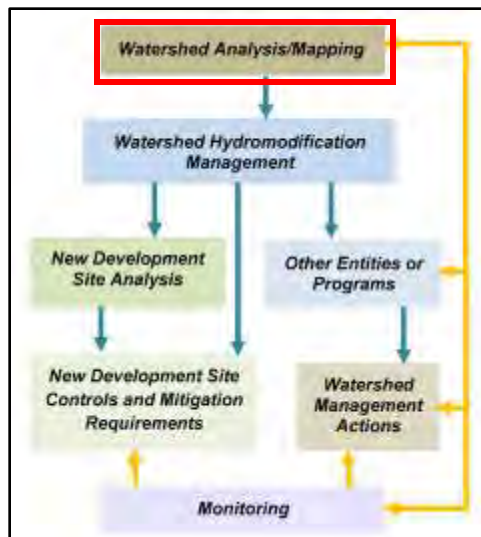 Watershed Analysis/Mapping
Watershed Hydromodification
Management
New Development
Site Analysis
Other Entities or
Programs
New Development Site
Controls and Mitigation
Requirements
Watershed
Management
Actions
Monitoring